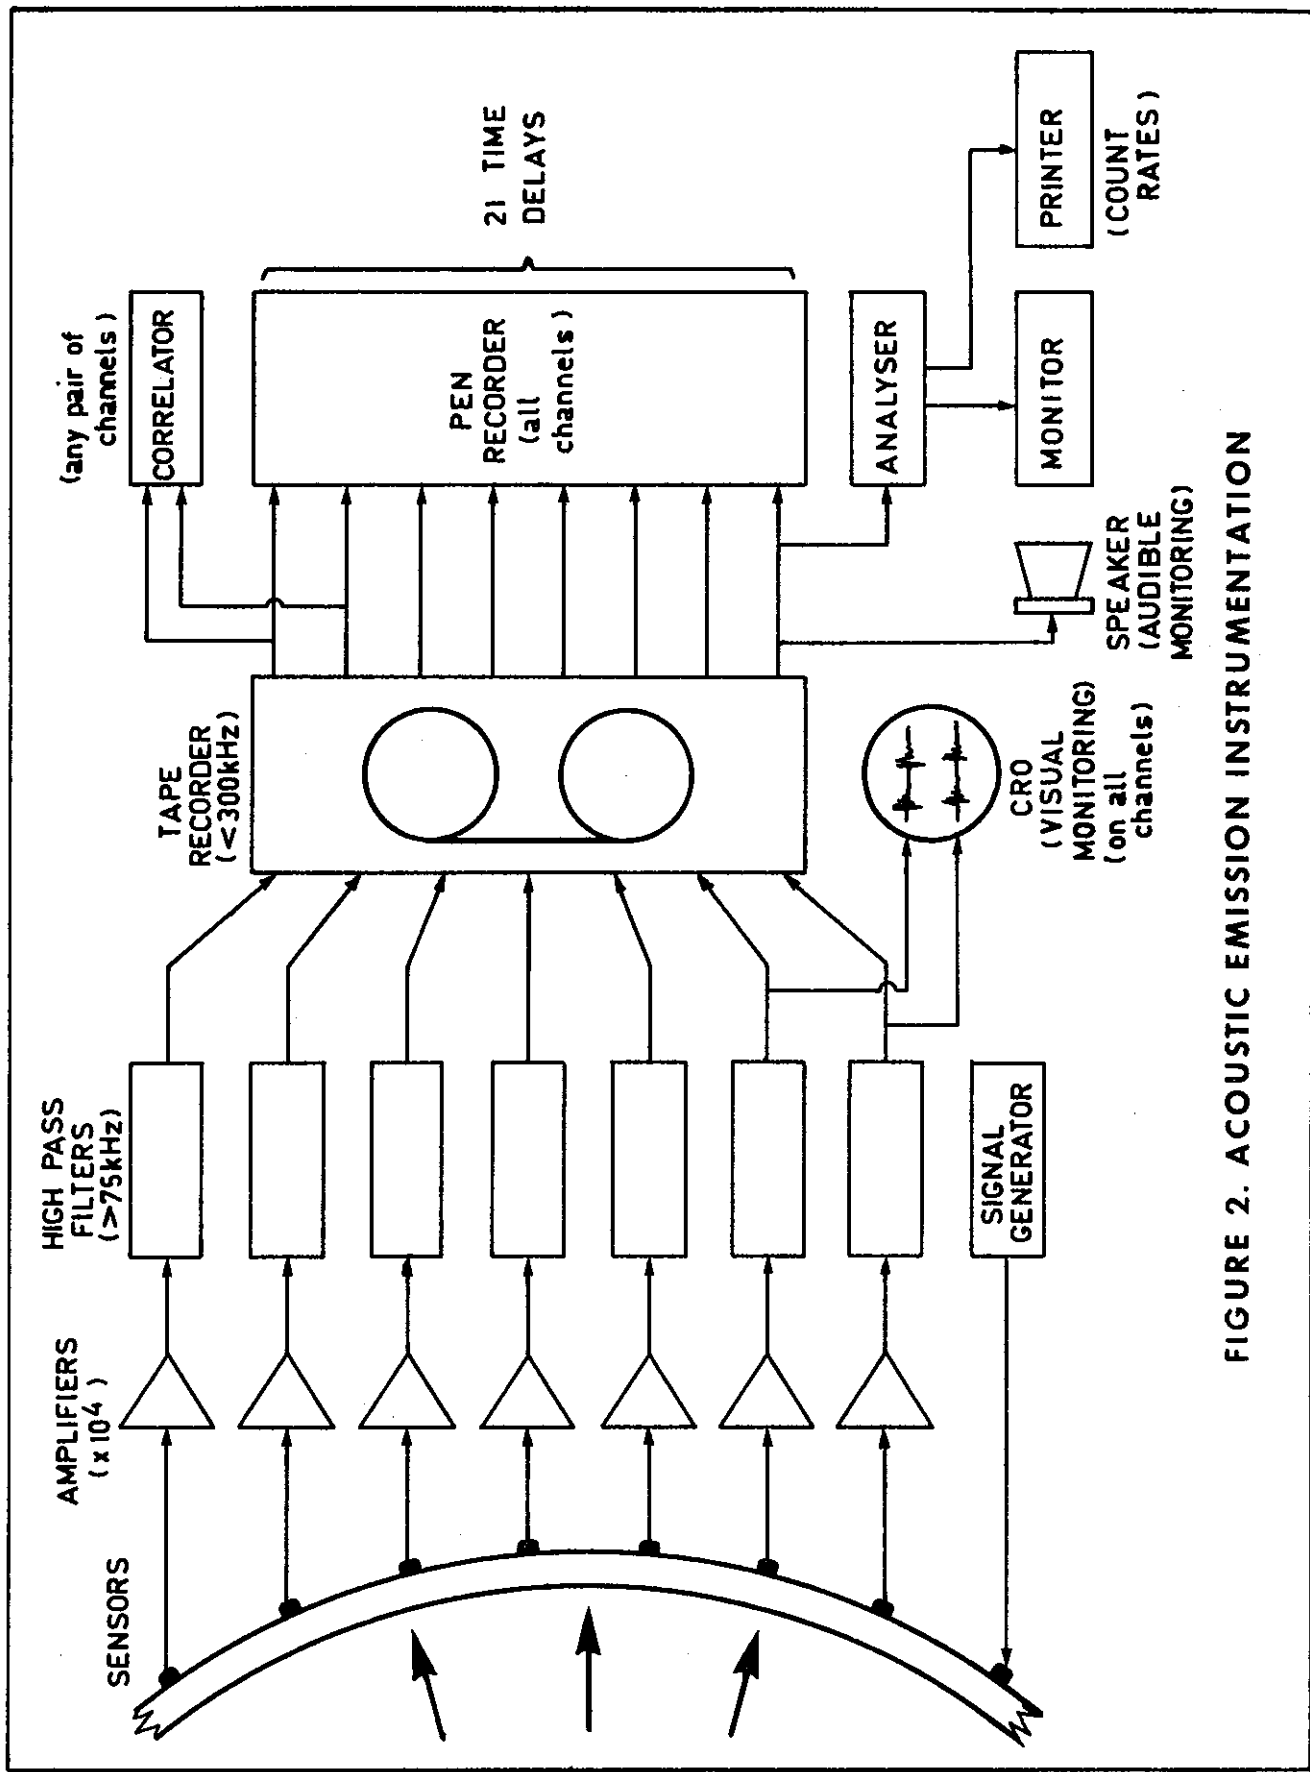 SENSORS
AMPLIFIERS
(x10⁴)
HIGH PASS
FILTERS
(>75kHz)
TAPE
RECORDER
(<300kHz)
(any pair of
channels)
CORRELATOR
PEN
RECORDER
(all
channels)
21 TIME
DELAYS
SIGNAL
GENERATOR
CRO
(VISUAL
MONITORING)
(on all
channels)
SPEAKER
(AUDIBLE
MONITORING)
ANALYSER
MONITOR
PRINTER
(COUNT
RATES)
FIGURE 2. ACOUSTIC EMISSION INSTRUMENTATION